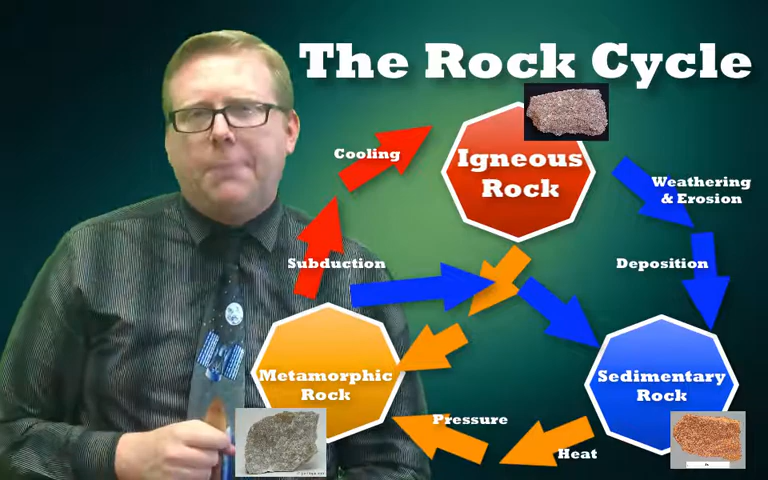 The Rock Cycle
Cooling
Igneous
Rock
Weathering
& Erosion
Subduction
Deposition
Metamorphic
Rock
Sedimentary
Rock
Pressure
Heat